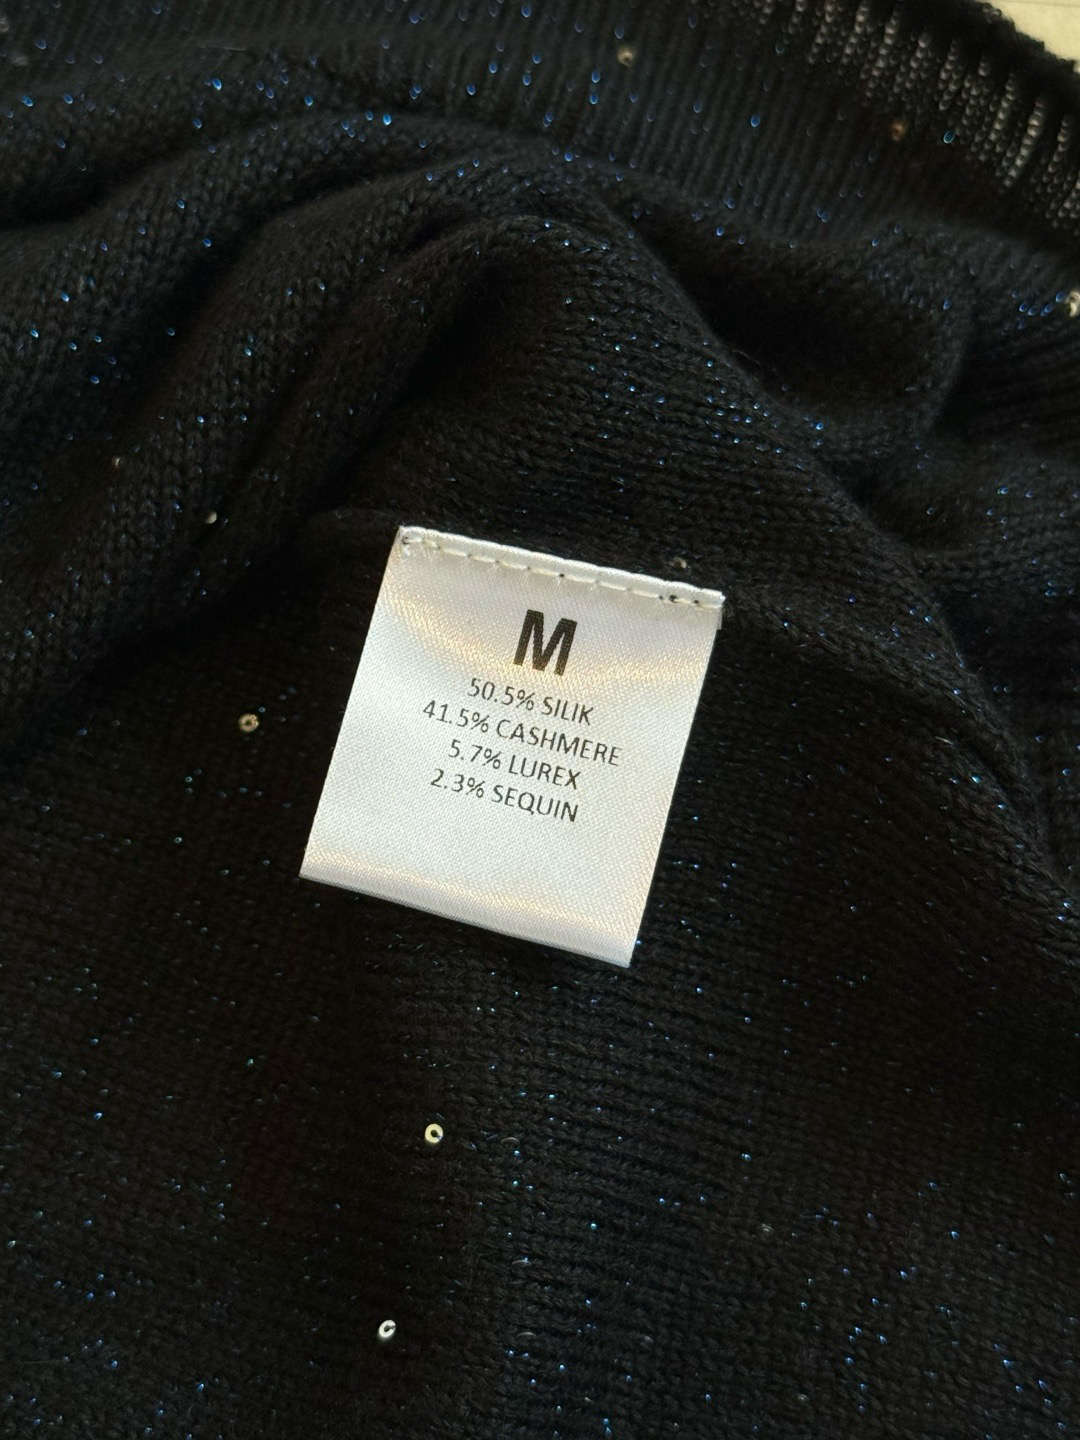 M
50.5% SILIK
41.5% CASHMERE
5.7% LUREX
2.3% SEQUIN